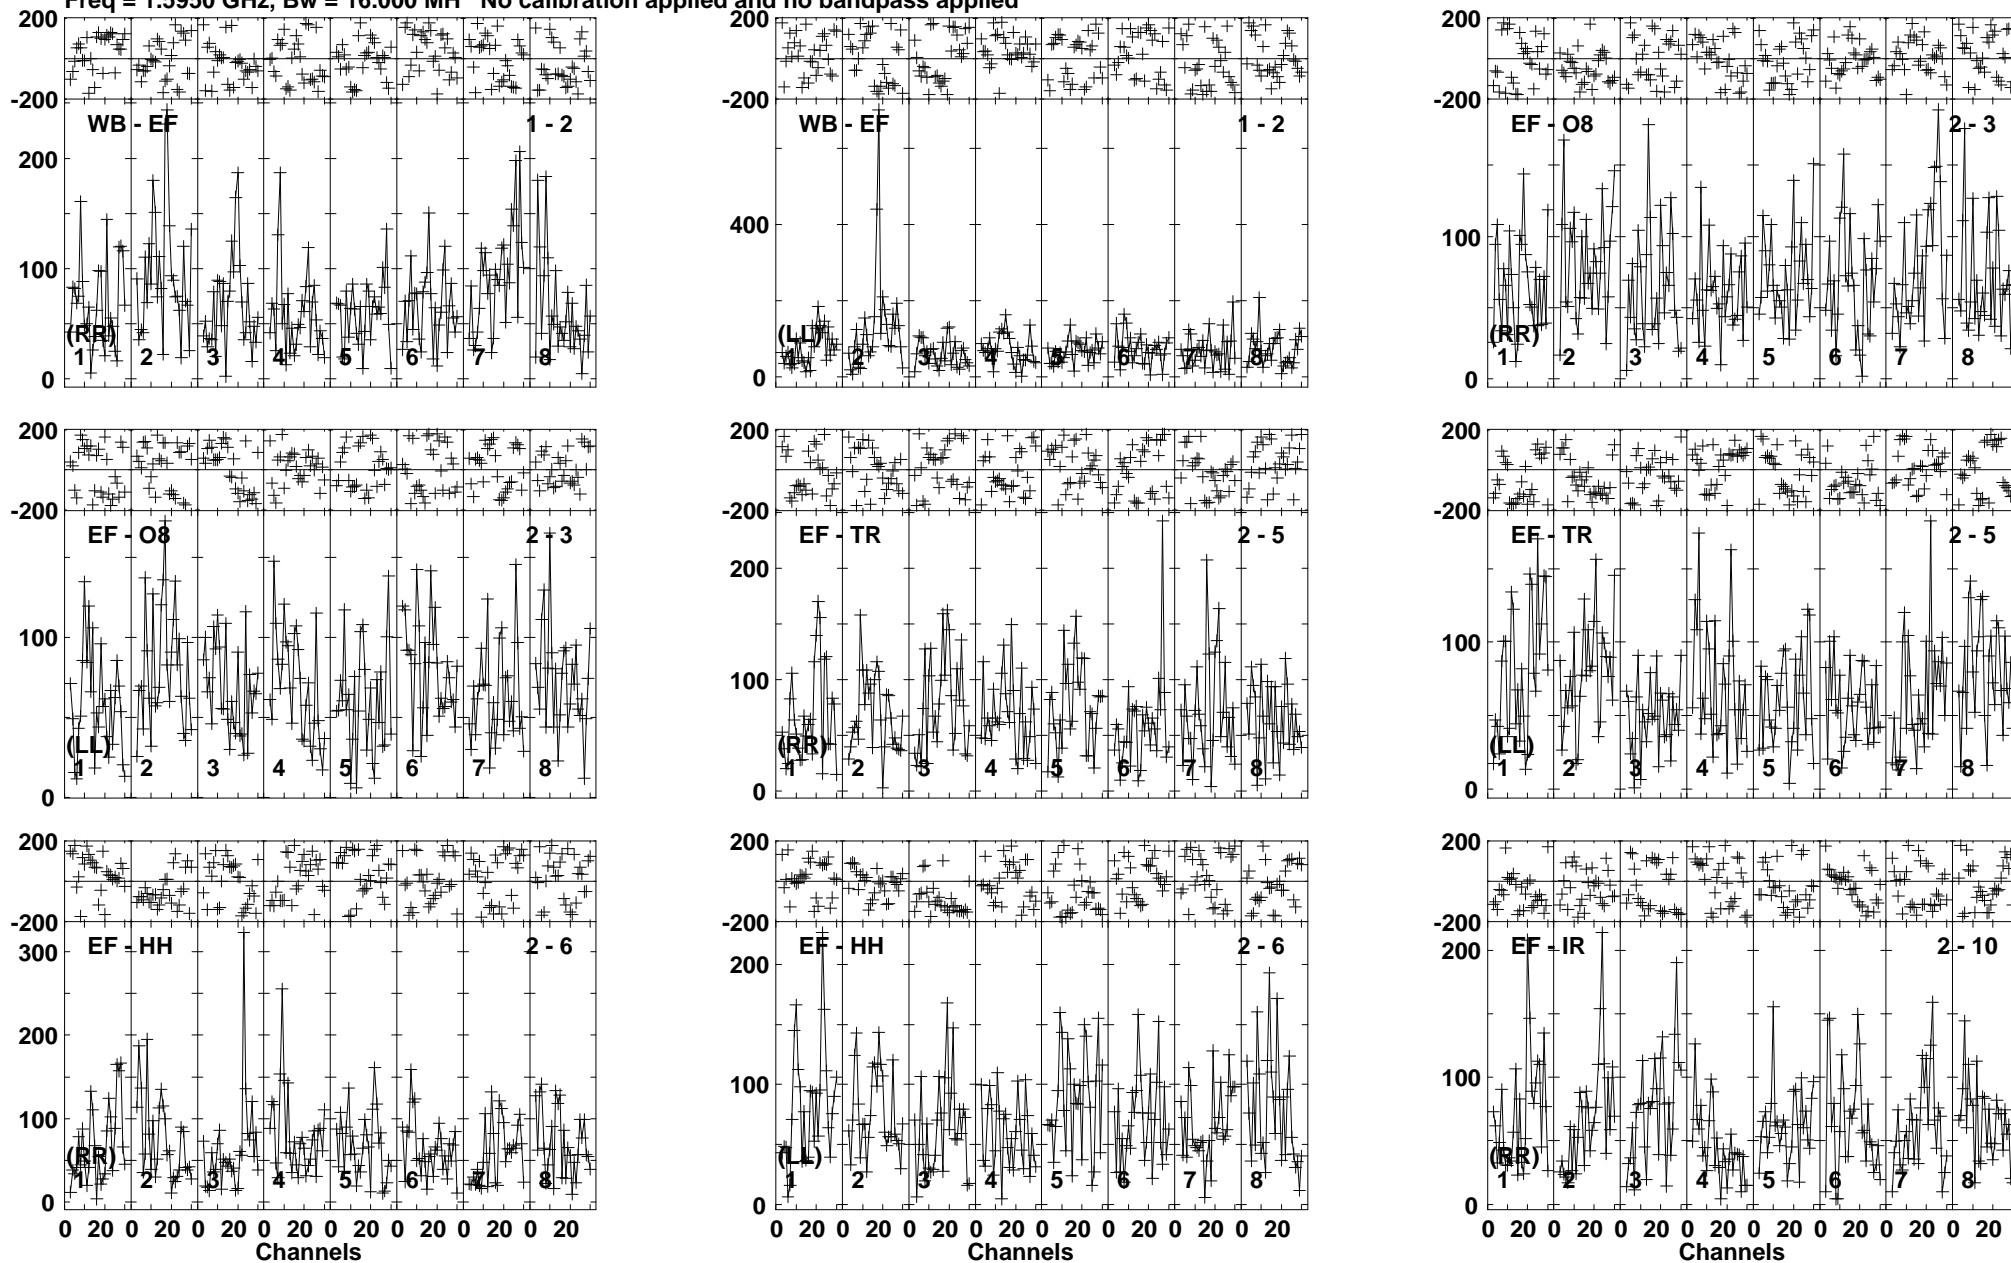 Freq = 1.5950 GHz, Bw = 16.000 MH No calibration applied and no bandpass applied
200
-200
WB - EF 1 - 2
200
100
0
(RR)
1 2 3 4 5 6 7 8
200
-200
WB - EF 1 - 2
400
0
(LL)
1 2 3 4 5 6 7 8
200
-200
EF - O8 2 - 3
100
0
(RR)
1 2 3 4 5 6 7 8
200
-200
EF - O8 2 - 3
100
0
(LL)
1 2 3 4 5 6 7 8
200
-200
EF - TR 2 - 5
200
100
0
(RR)
1 2 3 4 5 6 7 8
200
-200
EF - TR 2 - 5
100
0
(LL)
1 2 3 4 5 6 7 8
200
-200
EF - HH 2 - 6
300
200
100
0
(RR)
1 2 3 4 5 6 7 8
0 20 0 20 0 20 0 20 0 20 0 20 0 20 0 20
Channels
200
-200
EF - HH 2 - 6
200
100
0
(LL)
1 2 3 4 5 6 7 8
0 20 0 20 0 20 0 20 0 20 0 20 0 20 0 20
200
-200
EF - IR 2 - 10
200
100
0
(RR)
1 2 3 4 5 6 7 8
0 20 0 20 0 20 0 20 0 20 0 20 0 20 0 20
Channels